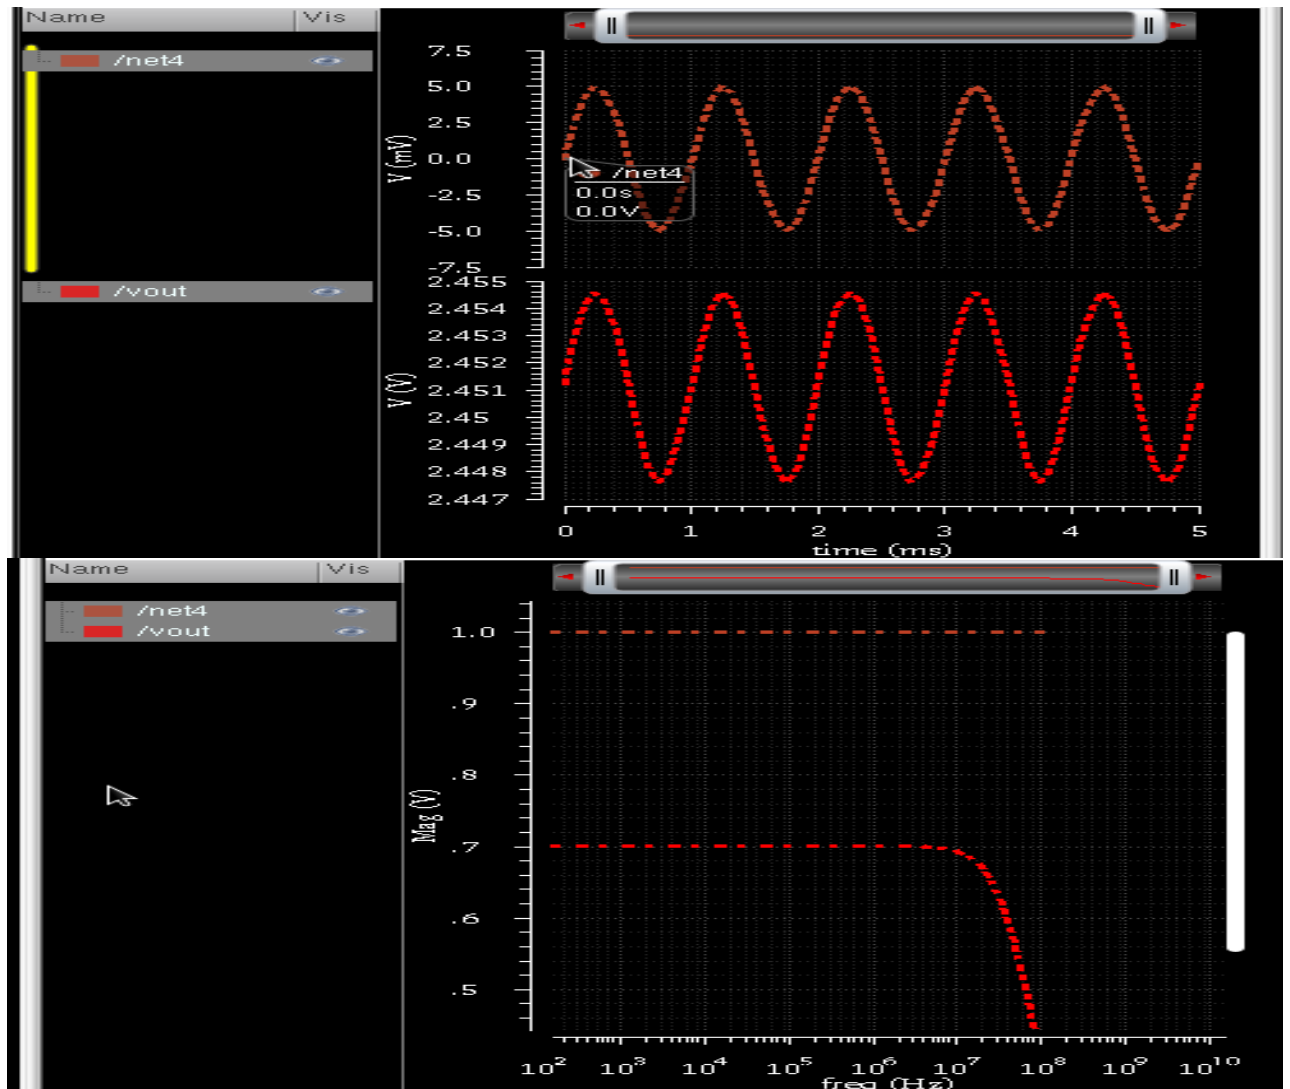 Name Vis
/net4
7.5
5.0
2.5
0.0
-2.5
-5.0
-7.5
V (mV)
/net4
0.0s
0.0V
/vout
2.455
2.454
2.453
2.452
2.451
2.45
2.449
2.448
2.447
V (V)
0 1 2 3 4 5
time (ms)
Name Vis
/net4
/vout
1.0
.9
.8
.7
.6
.5
Mag (V)
10² 10³ 10⁴ 10⁵ 10⁶ 10⁷ 10⁸ 10⁹ 10¹⁰
freq (Hz)